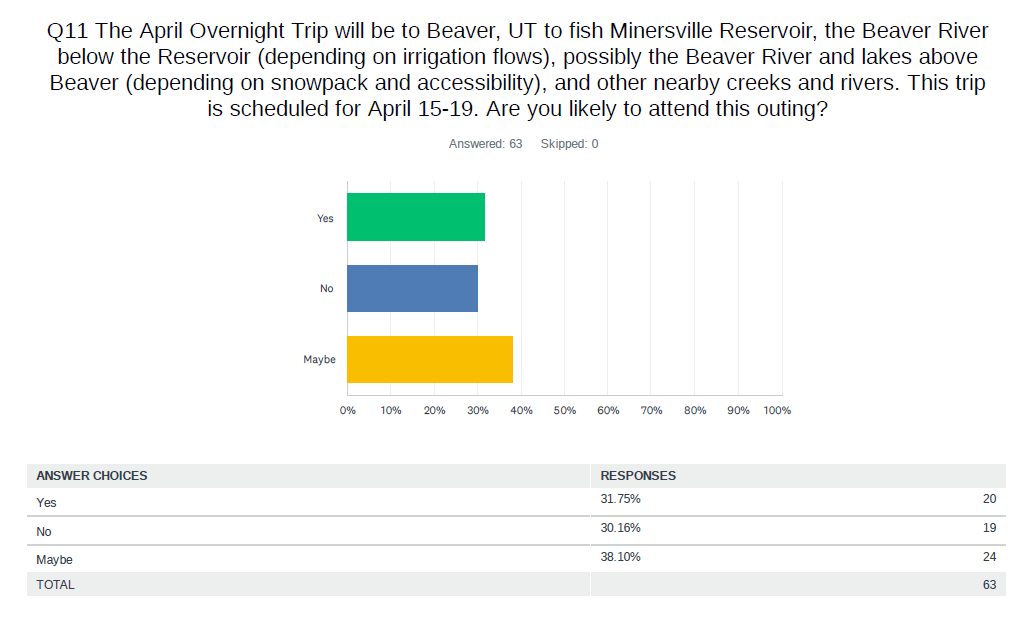 Q11 The April Overnight Trip will be to Beaver, UT to fish Minersville Reservoir, the Beaver River
below the Reservoir (depending on irrigation flows), possibly the Beaver River and lakes above
Beaver (depending on snowpack and accessibility), and other nearby creeks and rivers. This trip
is scheduled for April 15-19. Are you likely to attend this outing?
Answered: 63 Skipped: 0
Yes
No
Maybe
0% 10% 20% 30% 40% 50% 60% 70% 80% 90% 100%
ANSWER CHOICES RESPONSES
Yes 31.75% 20
No 30.16% 19
Maybe 38.10% 24
TOTAL 63